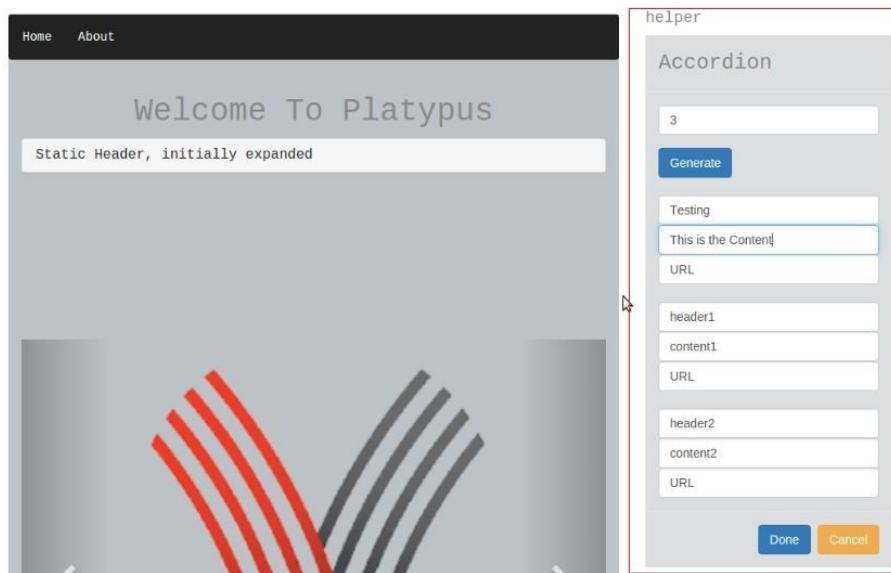 Home About
Welcome To Platypus
Static Header, initially expanded
helper
Accordion
3
Generate
Testing
This is the Content
URL
header1
content1
URL
header2
content2
URL
Done Cancel